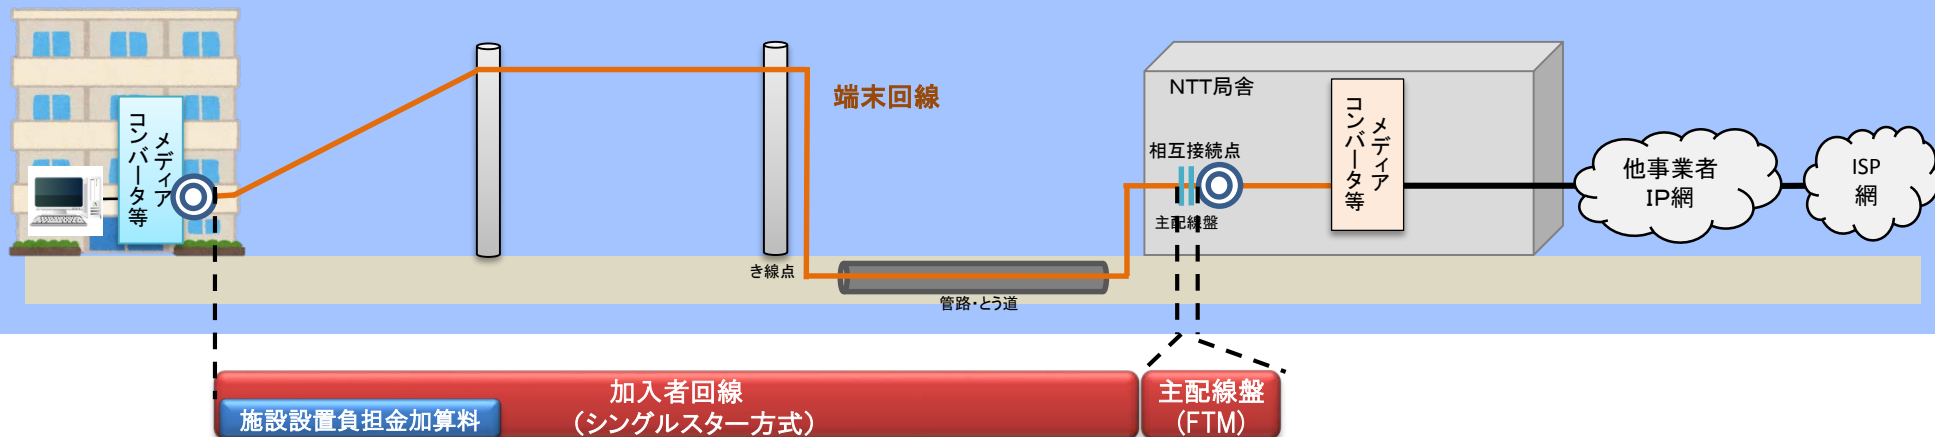 メディア
コンバータ等
端末回線
き線点
管路・とう道
NTT局舎
相互接続点
主配線盤
メディア
コンバータ等
他事業者
IP網
ISP
網
加入者回線
（シングルスター方式）
施設設置負担金加算料
主配線盤
(FTM)